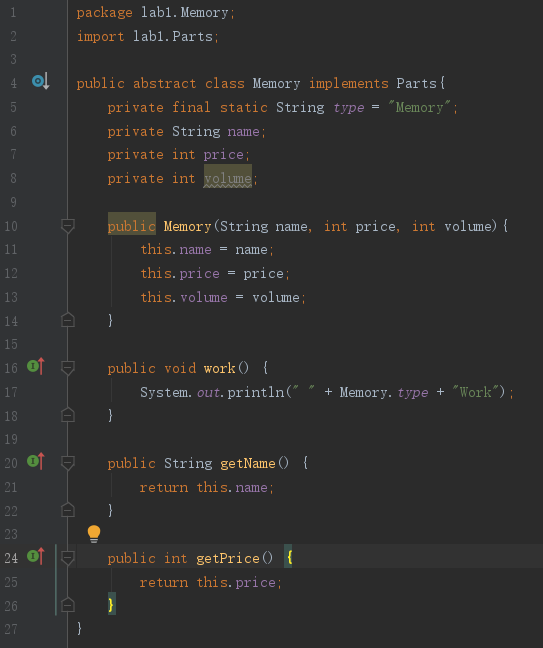 1 package lab1.Memory;
2 import lab1.Parts;
3
4 public abstract class Memory implements Parts{
5 private final static String type = "Memory";
6 private String name;
7 private int price;
8 private int volume;
9
10 public Memory(String name, int price, int volume){
11 this.name = name;
12 this.price = price;
13 this.volume = volume;
14 }
15
16 public void work() {
17 System.out.println(" " + Memory.type + "Work");
18 }
19
20 public String getName() {
21 return this.name;
22 }
23
24 public int getPrice() {
25 return this.price;
26 }
27 }